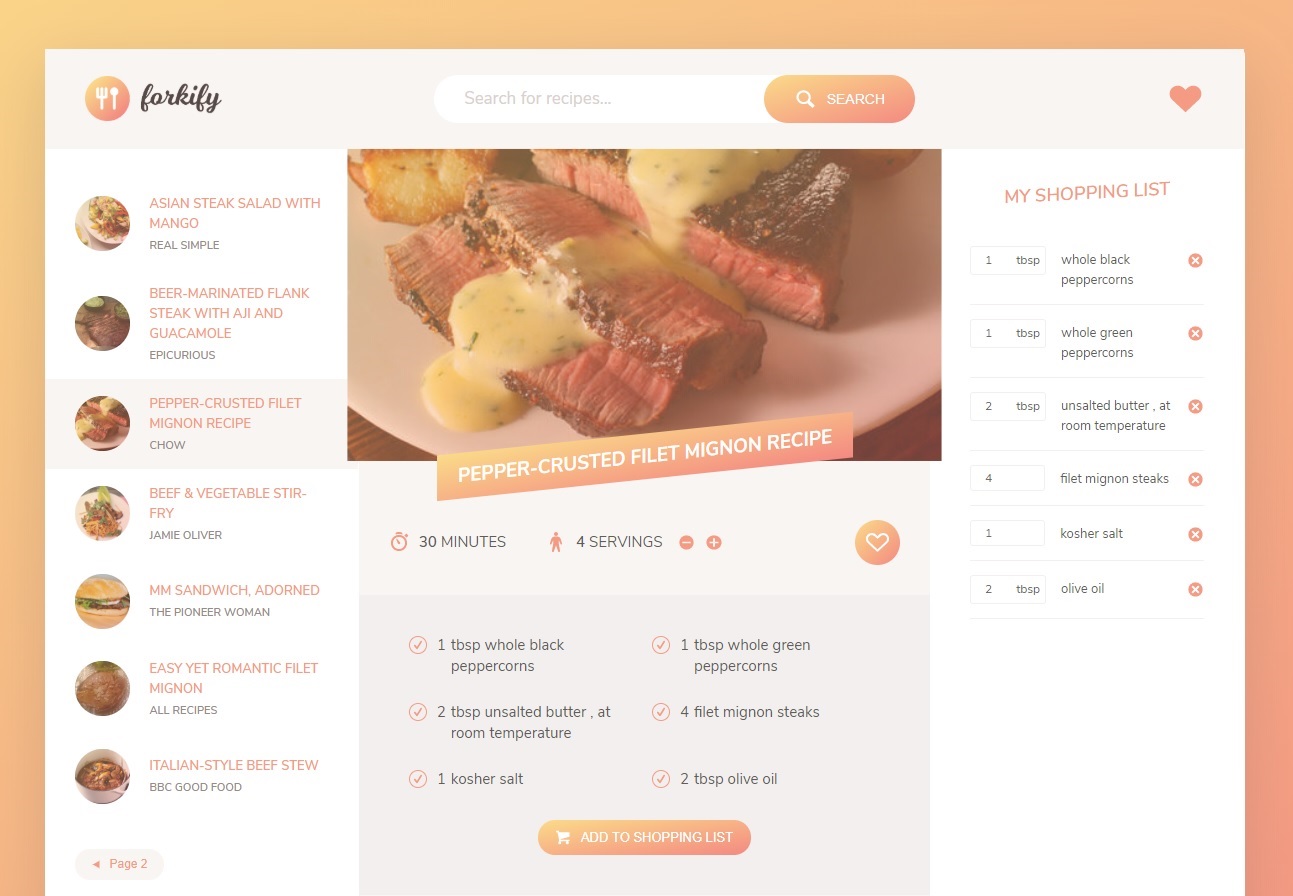 forkify
Search for recipes...
SEARCH
ASIAN STEAK SALAD WITH
MANGO
REAL SIMPLE
BEER-MARINATED FLANK
STEAK WITH AJI AND
GUACAMOLE
EPICURIOUS
PEPPER-CRUSTED FILET
MIGNON RECIPE
CHOW
BEEF & VEGETABLE STIR-
FRY
JAMIE OLIVER
MM SANDWICH, ADORNED
THE PIONEER WOMAN
EASY YET ROMANTIC FILET
MIGNON
ALL RECIPES
ITALIAN-STYLE BEEF STEW
BBC GOOD FOOD
Page 2
PEPPER-CRUSTED FILET MIGNON RECIPE
30 MINUTES
4 SERVINGS
1 tbsp whole black
peppercorns
1 tbsp whole green
peppercorns
2 tbsp unsalted butter , at
room temperature
4 filet mignon steaks
1 kosher salt
2 tbsp olive oil
ADD TO SHOPPING LIST
MY SHOPPING LIST
1 tbsp whole black
peppercorns
1 tbsp whole green
peppercorns
2 tbsp unsalted butter , at
room temperature
4 filet mignon steaks
1 kosher salt
2 tbsp olive oil